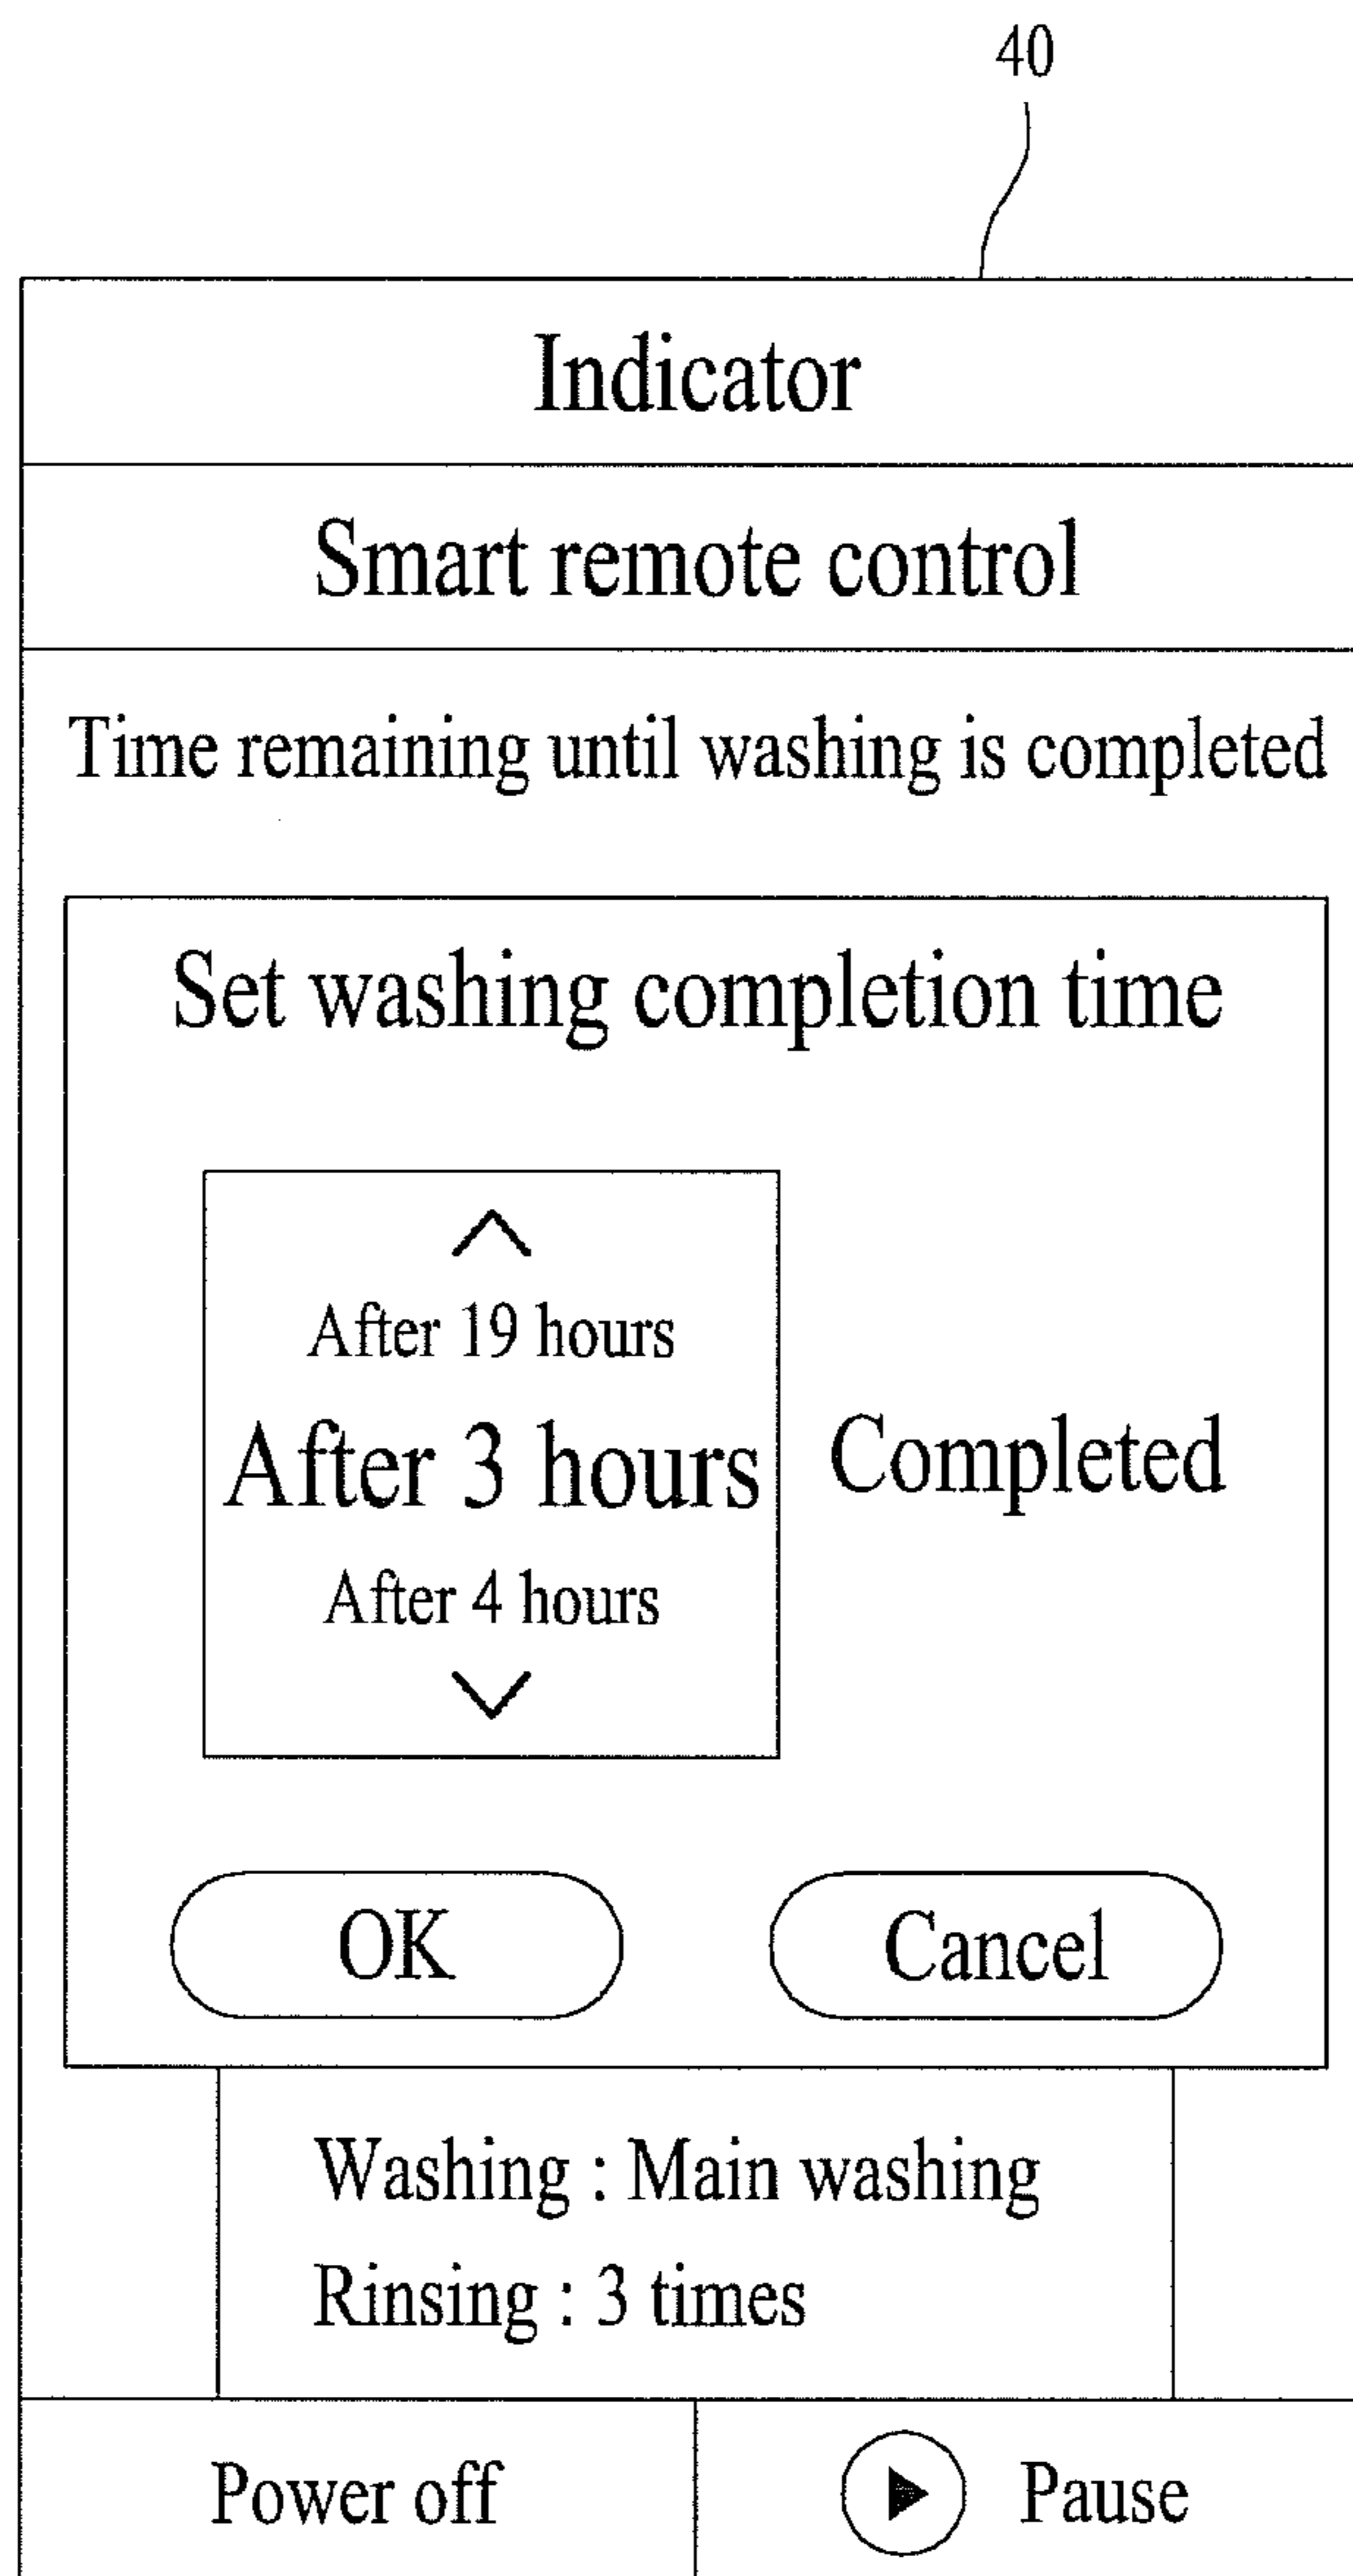 40
Indicator
Smart remote control
Time remaining until washing is completed
Set washing completion time
After 19 hours
After 3 hours Completed
After 4 hours
OK Cancel
Washing : Main washing
Rinsing : 3 times
Power off Pause